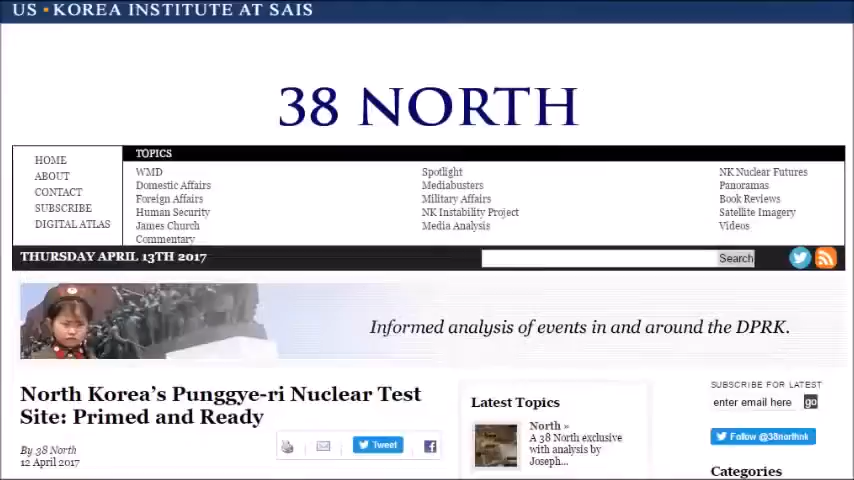 US ▪ KOREA INSTITUTE AT SAIS
38 NORTH
HOME
ABOUT
CONTACT
SUBSCRIBE
DIGITAL ATLAS
TOPICS
WMD
Domestic Affairs
Foreign Affairs
Human Security
James Church
Commentary
Spotlight
Mediabusters
Military Affairs
NK Instability Project
Media Analysis
NK Nuclear Futures
Panoramas
Book Reviews
Satellite Imagery
Videos
THURSDAY APRIL 13TH 2017
Search
Informed analysis of events in and around the DPRK.
North Korea's Punggye-ri Nuclear Test
Site: Primed and Ready
By 38 North
12 April 2017
Tweet
Latest Topics
North »
A 38 North exclusive
with analysis by
Joseph...
SUBSCRIBE FOR LATEST
enter email here
go
Follow @38northnk
Categories